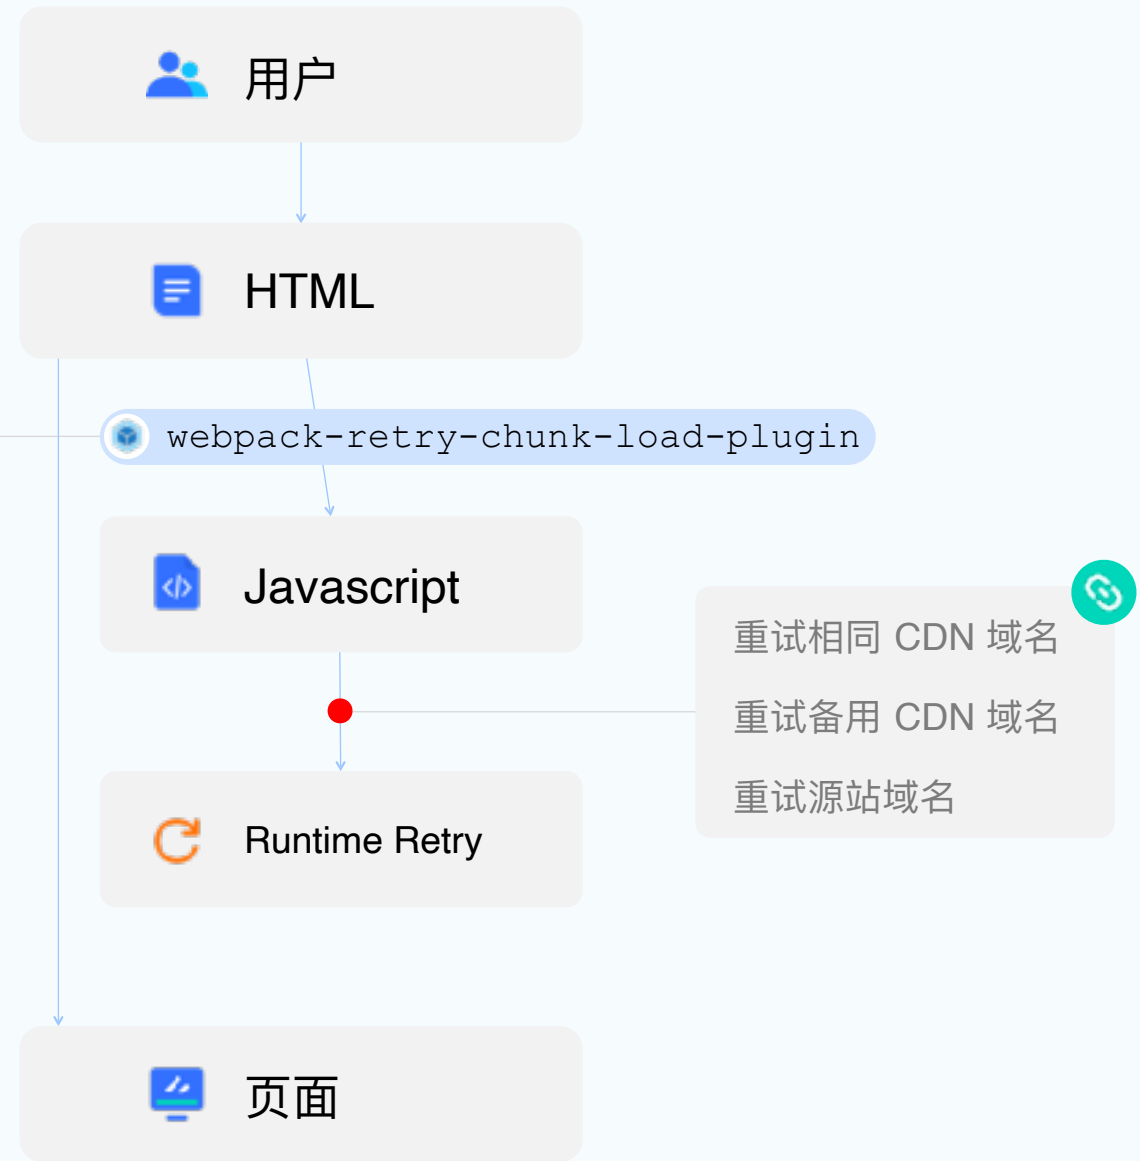 用户
HTML
webpack-retry-chunk-load-plugin
Javascript
重试相同 CDN 域名
重试备用 CDN 域名
重试源站域名
Runtime Retry
页面